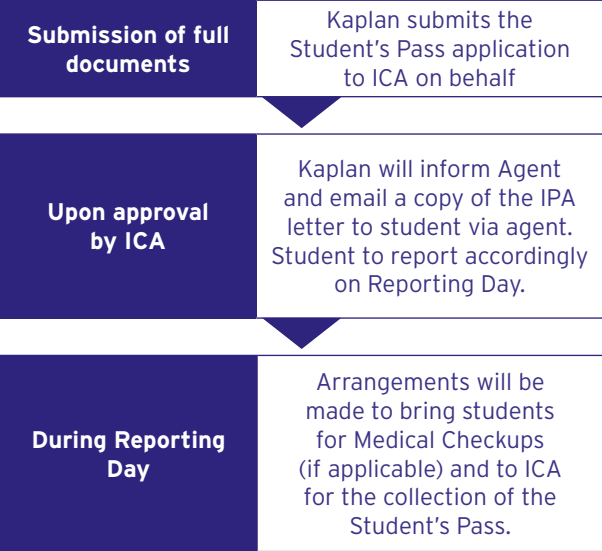 Submission of full
documents
Kaplan submits the
Student's Pass application
to ICA on behalf
Upon approval
by ICA
Kaplan will inform Agent
and email a copy of the IPA
letter to student via agent.
Student to report accordingly
on Reporting Day.
During Reporting
Day
Arrangements will be
made to bring students
for Medical Checkups
(if applicable) and to ICA
for the collection of the
Student's Pass.